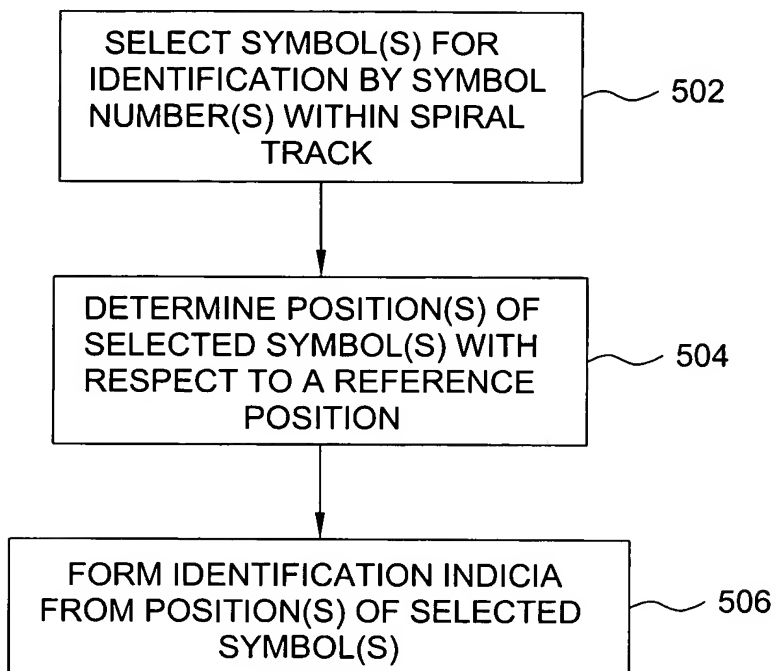 SELECT SYMBOL(S) FOR
IDENTIFICATION BY SYMBOL
NUMBER(S) WITHIN SPIRAL
TRACK
502
DETERMINE POSITION(S) OF
SELECTED SYMBOL(S) WITH
RESPECT TO A REFERENCE
POSITION
504
FORM IDENTIFICATION INDICIA
FROM POSITION(S) OF SELECTED
SYMBOL(S)
506